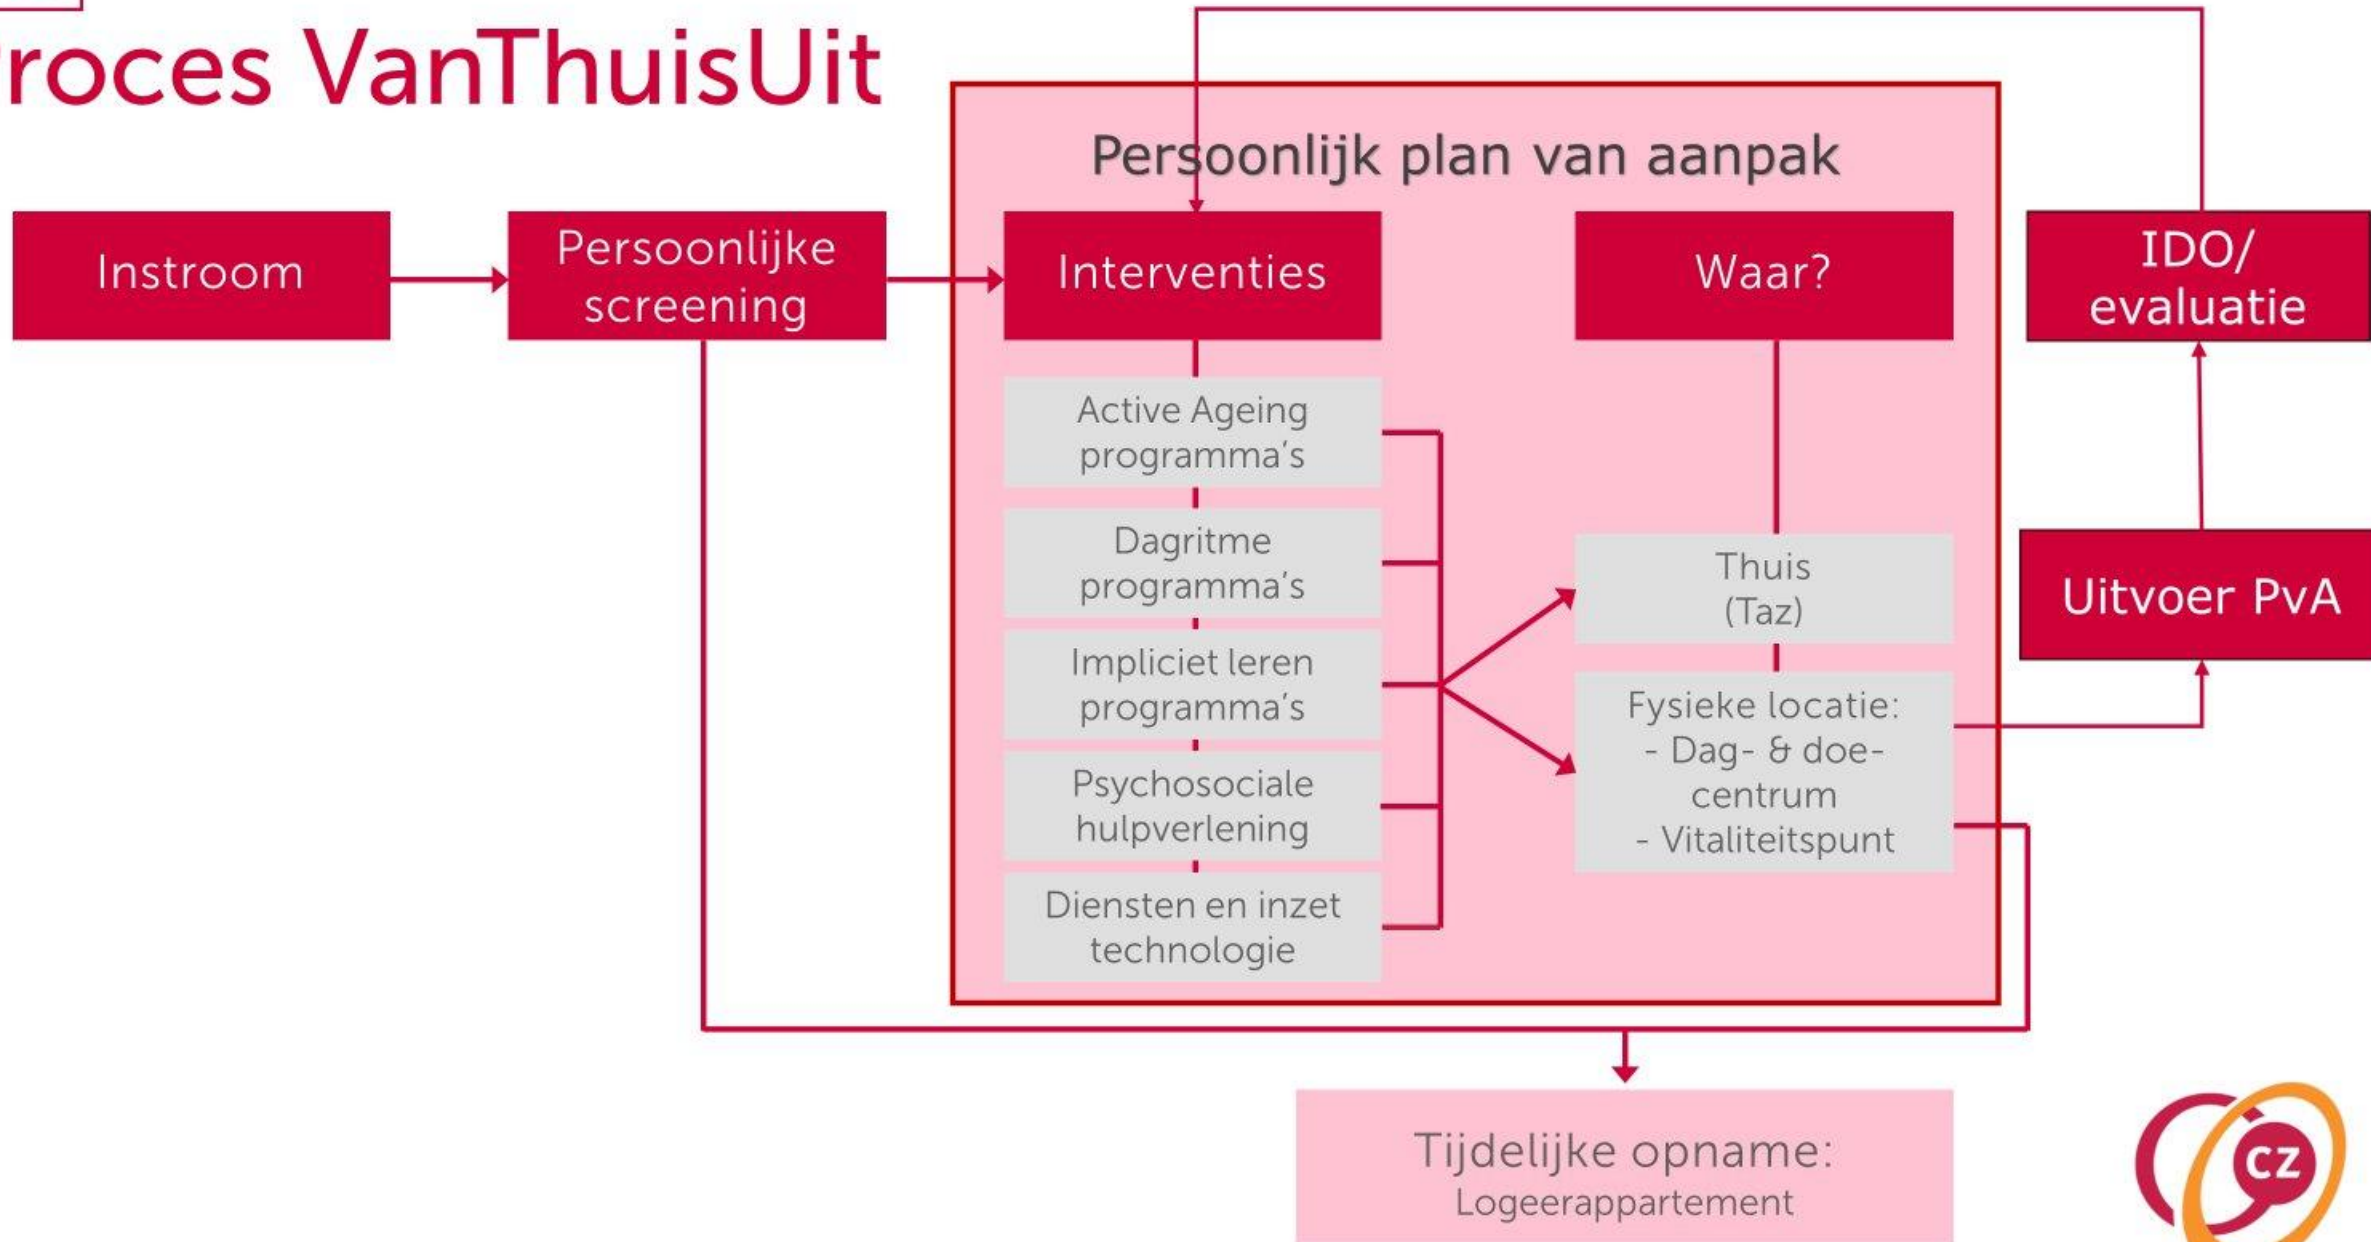 roces VanThuisUit
Persoonlijk plan van aanpak
Instroom
Persoonlijke
screening
Interventies
Waar?
IDO/
evaluatie
Active Ageing
programma's
Dagritme
programma's
Impliciet leren
programma's
Psychosociale
hulpverlening
Diensten en inzet
technologie
Thuis
(Taz)
Fysieke locatie:
- Dag- & doe-
centrum
- Vitaliteitspunt
Uitvoer PvA
Tijdelijke opname:
Logeerappartement
CZ